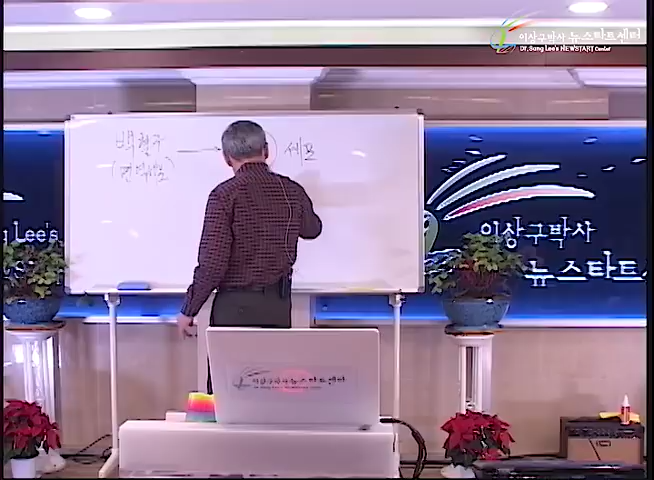 이상구박사 뉴스타트센터
Dr. Sang Lee's NEWSTART Center
백혈구
세포
g Lee's
이상구박사
뉴스타트
이상구박사 뉴스타트센터